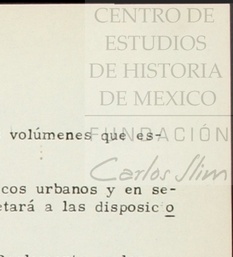 CENTRO DE
ESTUDIOS
DE HISTORIA
DE MEXICO
FUNDACIÓN
Carlos Slim
volúmenes que es-
cos urbanos y en se-
etará a las disposic o